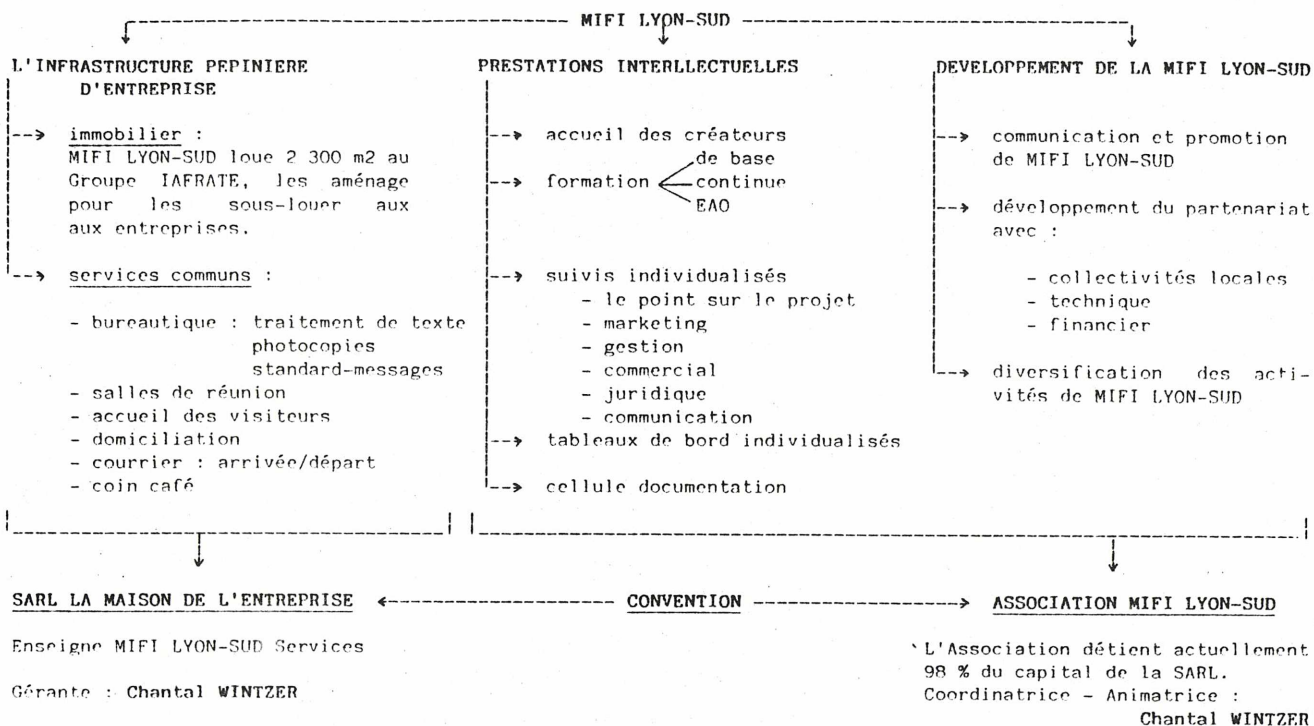 MIFI LYON-SUD
L'INFRASTRUCTURE PEPINIERE
D'ENTREPRISE
immobilier :
MIFI LYON-SUD loue 2 300 m2 au
Groupe IAFRATE, les aménage
pour les sous-louer aux
aux entreprises.
services communs :
- bureautique : traitement de texte
photocopies
standard-messages
- salles de réunion
- accueil des visiteurs
- domiciliation
- courrier : arrivée/départ
- coin café
PRESTATIONS INTERLLECTUELLES
accueil des créateurs
de base
formation continue
EAO
suivis individualisés
- le point sur le projet
- marketing
- gestion
- commercial
- juridique
- communication
tableaux de bord individualisés
cellule documentation
DEVELOPPEMENT DE LA MIFI LYON-SUD
communication et promotion
de MIFI LYON-SUD
développement du partenariat
avec :
- collectivités locales
- technique
- financier
diversification des acti-
vités de MIFI LYON-SUD
SARL LA MAISON DE L'ENTREPRISE
CONVENTION
ASSOCIATION MIFI LYON-SUD
Enseigne MIFI LYON-SUD Services
Gérante : Chantal WINTZER
L'Association détient actuellement
98 % du capital de la SARL.
Coordinatrice - Animatrice :
Chantal WINTZER